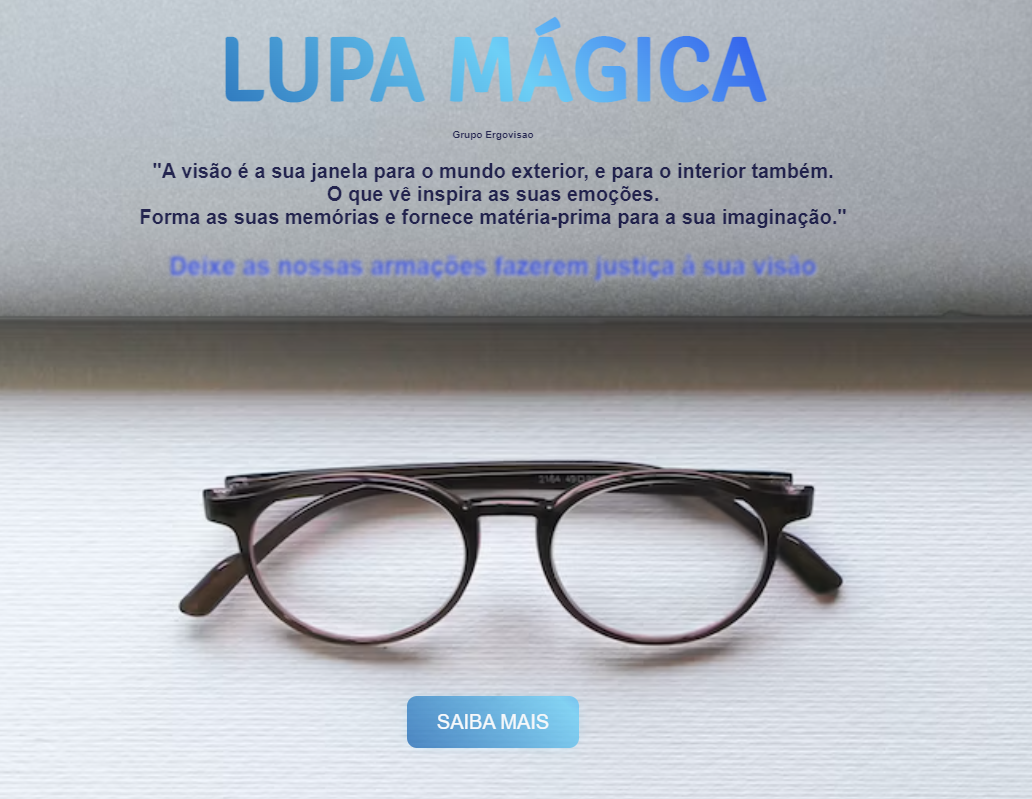 LUPA MÁGICA
Grupo Ergovisao
"A visão é a sua janela para o mundo exterior, e para o interior também.
O que vê inspira as suas emoções.
Forma as suas memórias e fornece matéria-prima para a sua imaginação."
Deixe as nossas armações fazerem justiça á sua visão
SAIBA MAIS